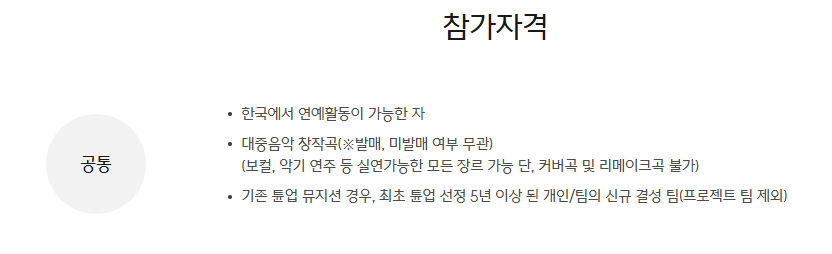 참가자격
공통
• 한국에서 연예활동이 가능한 자
• 대중음악 창작곡(※발매, 미발매 여부 무관)
(보컬, 악기 연주 등 실연가능한 모든 장르 가능 단, 커버곡 및 리메이크곡 불가)
• 기존 튠업 뮤지션 경우, 최초 튠업 선정 5년 이상 된 개인/팀의 신규 결성 팀(프로젝트 팀 제외)